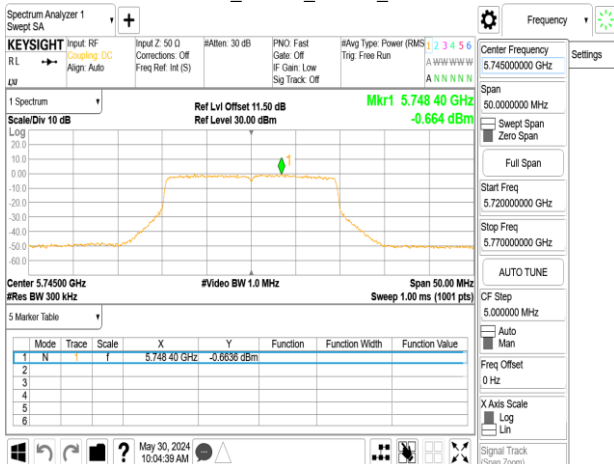 Spectrum Analyzer 1
Swept SA
Frequency
KEYSIGHT
RL
Input: RF
Coupling: DC
Align: Auto
Input Z: 50 Ω
Corrections: Off
Freq Ref: Int (S)
#Atten: 30 dB
PNO: Fast
Gate: Off
IF Gain: Low
Sig Track: Off
#Avg Type: Power (RMS
Trig: Free Run
1 2 3 4 5 6
A W W W W W
A N N N N N
Center Frequency
5.745000000 GHz
Settings
Span
50.0000000 MHz
Swept Span
Zero Span
Full Span
Start Freq
5.720000000 GHz
Stop Freq
5.770000000 GHz
AUTO TUNE
CF Step
5.000000 MHz
Auto
Man
Freq Offset
0 Hz
X Axis Scale
Log
Lin
Signal Track
(Span Zoom)
1 Spectrum
Scale/Div 10 dB
Ref Lvl Offset 11.50 dB
Ref Level 30.00 dBm
Mkr1 5.748 40 GHz
-0.664 dBm
Log
20.0
10.0
0.00
-10.0
-20.0
-30.0
-40.0
-50.0
-60.0
1
Center 5.74500 GHz
#Res BW 300 kHz
#Video BW 1.0 MHz
Span 50.00 MHz
Sweep 1.00 ms (1001 pts)
5 Marker Table
Mode Trace Scale X Y Function Function Width Function Value
1 N 1 f 5.748 40 GHz -0.6636 dBm
2
3
4
5
6
?
May 30, 2024
10:04:39 AM